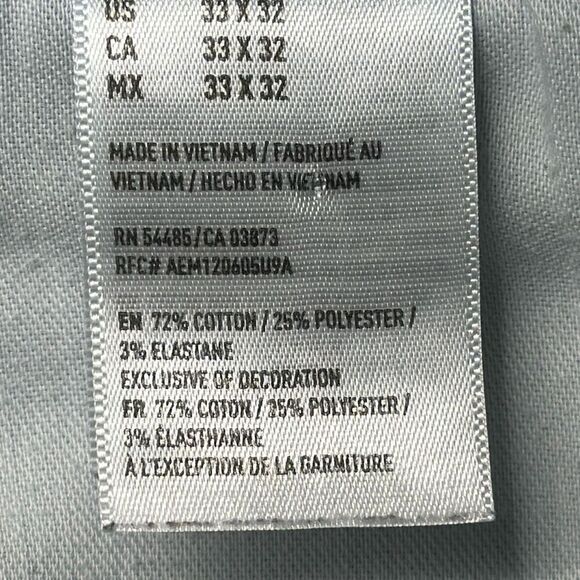 US 33 X 32
CA 33 X 32
MX 33 X 32
MADE IN VIETNAM / FABRIQUÉ AU
VIETNAM / HECHO EN VIETNAM
RN 54485/CA 03873
RFC# AEM120605U9A
EN 72% COTTON / 25% POLYESTER /
3% ELASTANE
EXCLUSIVE OF DECORATION
FR 72% COTON / 25% POLYESTER /
3% ÉLASTHANNE
À L'EXCEPTION DE LA GARNITURE